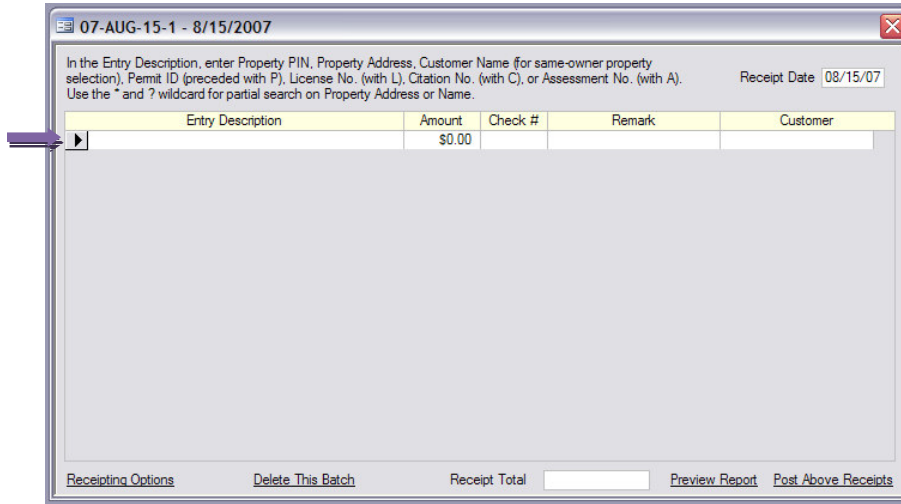 07-AUG-15-1 - 8/15/2007
In the Entry Description, enter Property PIN, Property Address, Customer Name (for same-owner property
selection), Permit ID (preceded with P), License No. (with L), Citation No. (with C), or Assessment No. (with A).
Use the * and ? wildcard for partial search on Property Address or Name.
Receipt Date 08/15/07
Entry Description Amount Check # Remark Customer
$0.00
Receipting Options Delete This Batch Receipt Total Preview Report Post Above Receipts